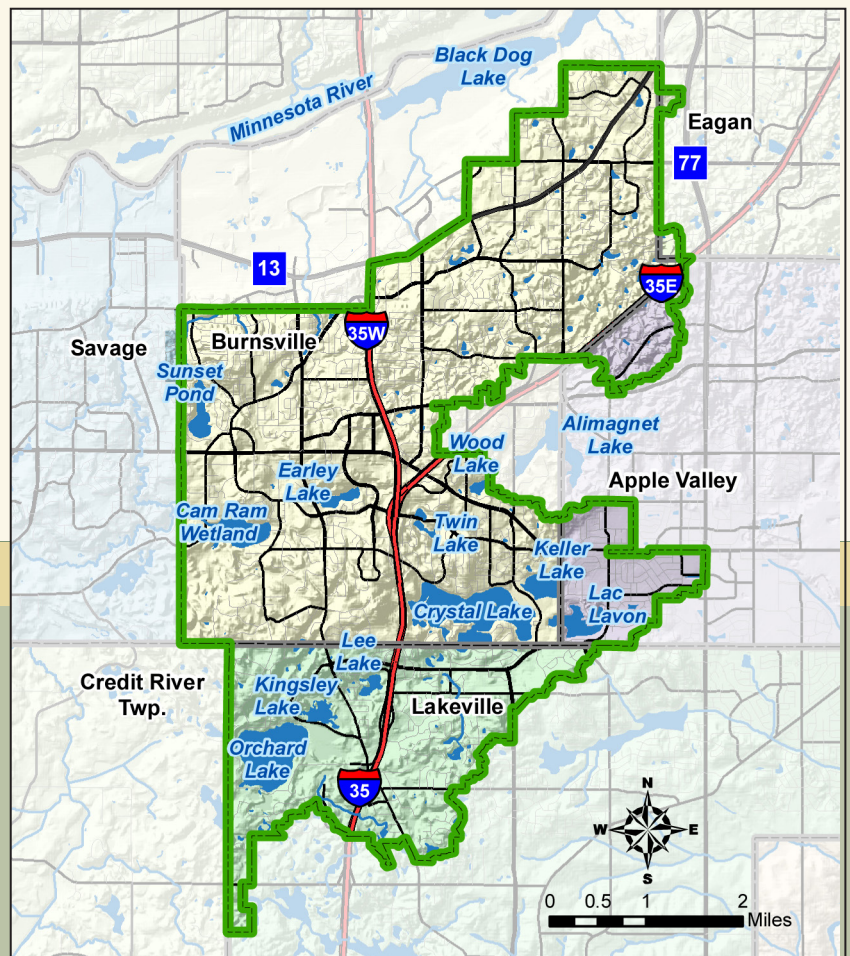 Black Dog
Lake
Minnesota River
Eagan
77
13
35E
35W
Burnsville
Savage
Sunset
Pond
Alimagnet
Lake
Wood
Lake
Earley
Lake
Apple Valley
Cam Ram
Wetland
Twin
Lake
Keller
Lake
Lac
Lavon
Crystal Lake
Lee
Lake
Credit River
Twp.
Kingsley
Lake
Lakeville
Orchard
Lake
35
N
W
E
S
0 0.5 1 2
Miles